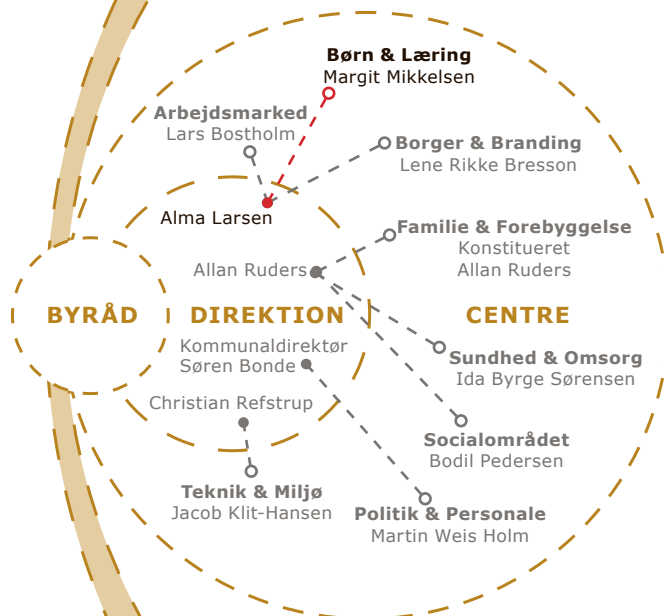 Børn & Læring
Margit Mikkelsen
Arbejdsmarked
Lars Bostholm
Borger & Branding
Lene Rikke Bresson
Alma Larsen
Familie & Forebyggelse
Konstitueret
Allan Ruders
Allan Ruders
BYRÅD
DIREKTION
CENTRE
Kommunaldirektør
Søren Bonde
Sundhed & Omsorg
Ida Byrge Sørensen
Christian Refstrup
Socialområdet
Bodil Pedersen
Teknik & Miljø
Jacob Klit-Hansen
Politik & Personale
Martin Weis Holm